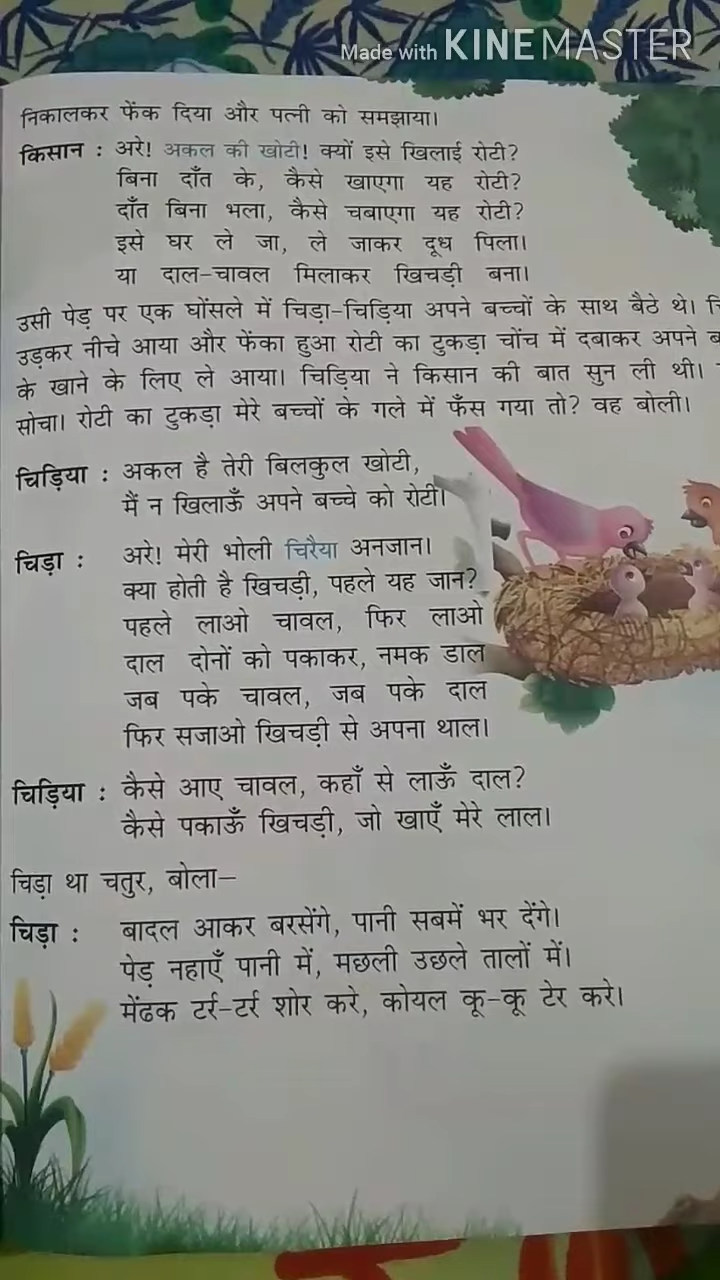 Made with KINEMASTER
निकालकर फेंक दिया और पत्नी को समझाया।
किसान : अरे! अकल की खोटी! क्यों इसे खिलाई रोटी?
बिना दाँत के, कैसे खाएगा यह रोटी?
दाँत बिना भला, कैसे चबाएगा यह रोटी?
इसे घर ले जा, ले जाकर दूध पिला।
या दाल-चावल मिलाकर खिचड़ी बना।
उसी पेड़ पर एक घोंसले में चिड़ा-चिड़िया अपने बच्चों के साथ बैठे थे।
उड़कर नीचे आया और फेंका हुआ रोटी का टुकड़ा चोंच में दबाकर अपने
के खाने के लिए ले आया। चिड़िया ने किसान की बात सुन ली थी।
सोचा। रोटी का टुकड़ा मेरे बच्चों के गले में फँस गया तो? वह बोली।
चिड़िया : अकल है तेरी बिलकुल खोटी,
मैं न खिलाऊँ अपने बच्चे को रोटी।
चिड़ा : अरे! मेरी भोली चिरैया अनजान।
क्या होती है खिचड़ी, पहले यह जान?
पहले लाओ चावल, फिर लाओ
दाल दोनों को पकाकर, नमक डाल
जब पके चावल, जब पके दाल
फिर सजाओ खिचड़ी से अपना थाल।
चिड़िया : कैसे आए चावल, कहाँ से लाऊँ दाल?
कैसे पकाऊँ खिचड़ी, जो खाएँ मेरे लाल।
चिड़ा था चतुर, बोला–
चिड़ा : बादल आकर बरसेंगे, पानी सबमें भर देंगे।
पेड़ नहाएँ पानी में, मछली उछले तालों में।
मेंढक टर्र-टर्र शोर करे, कोयल कू-कू टेर करे।